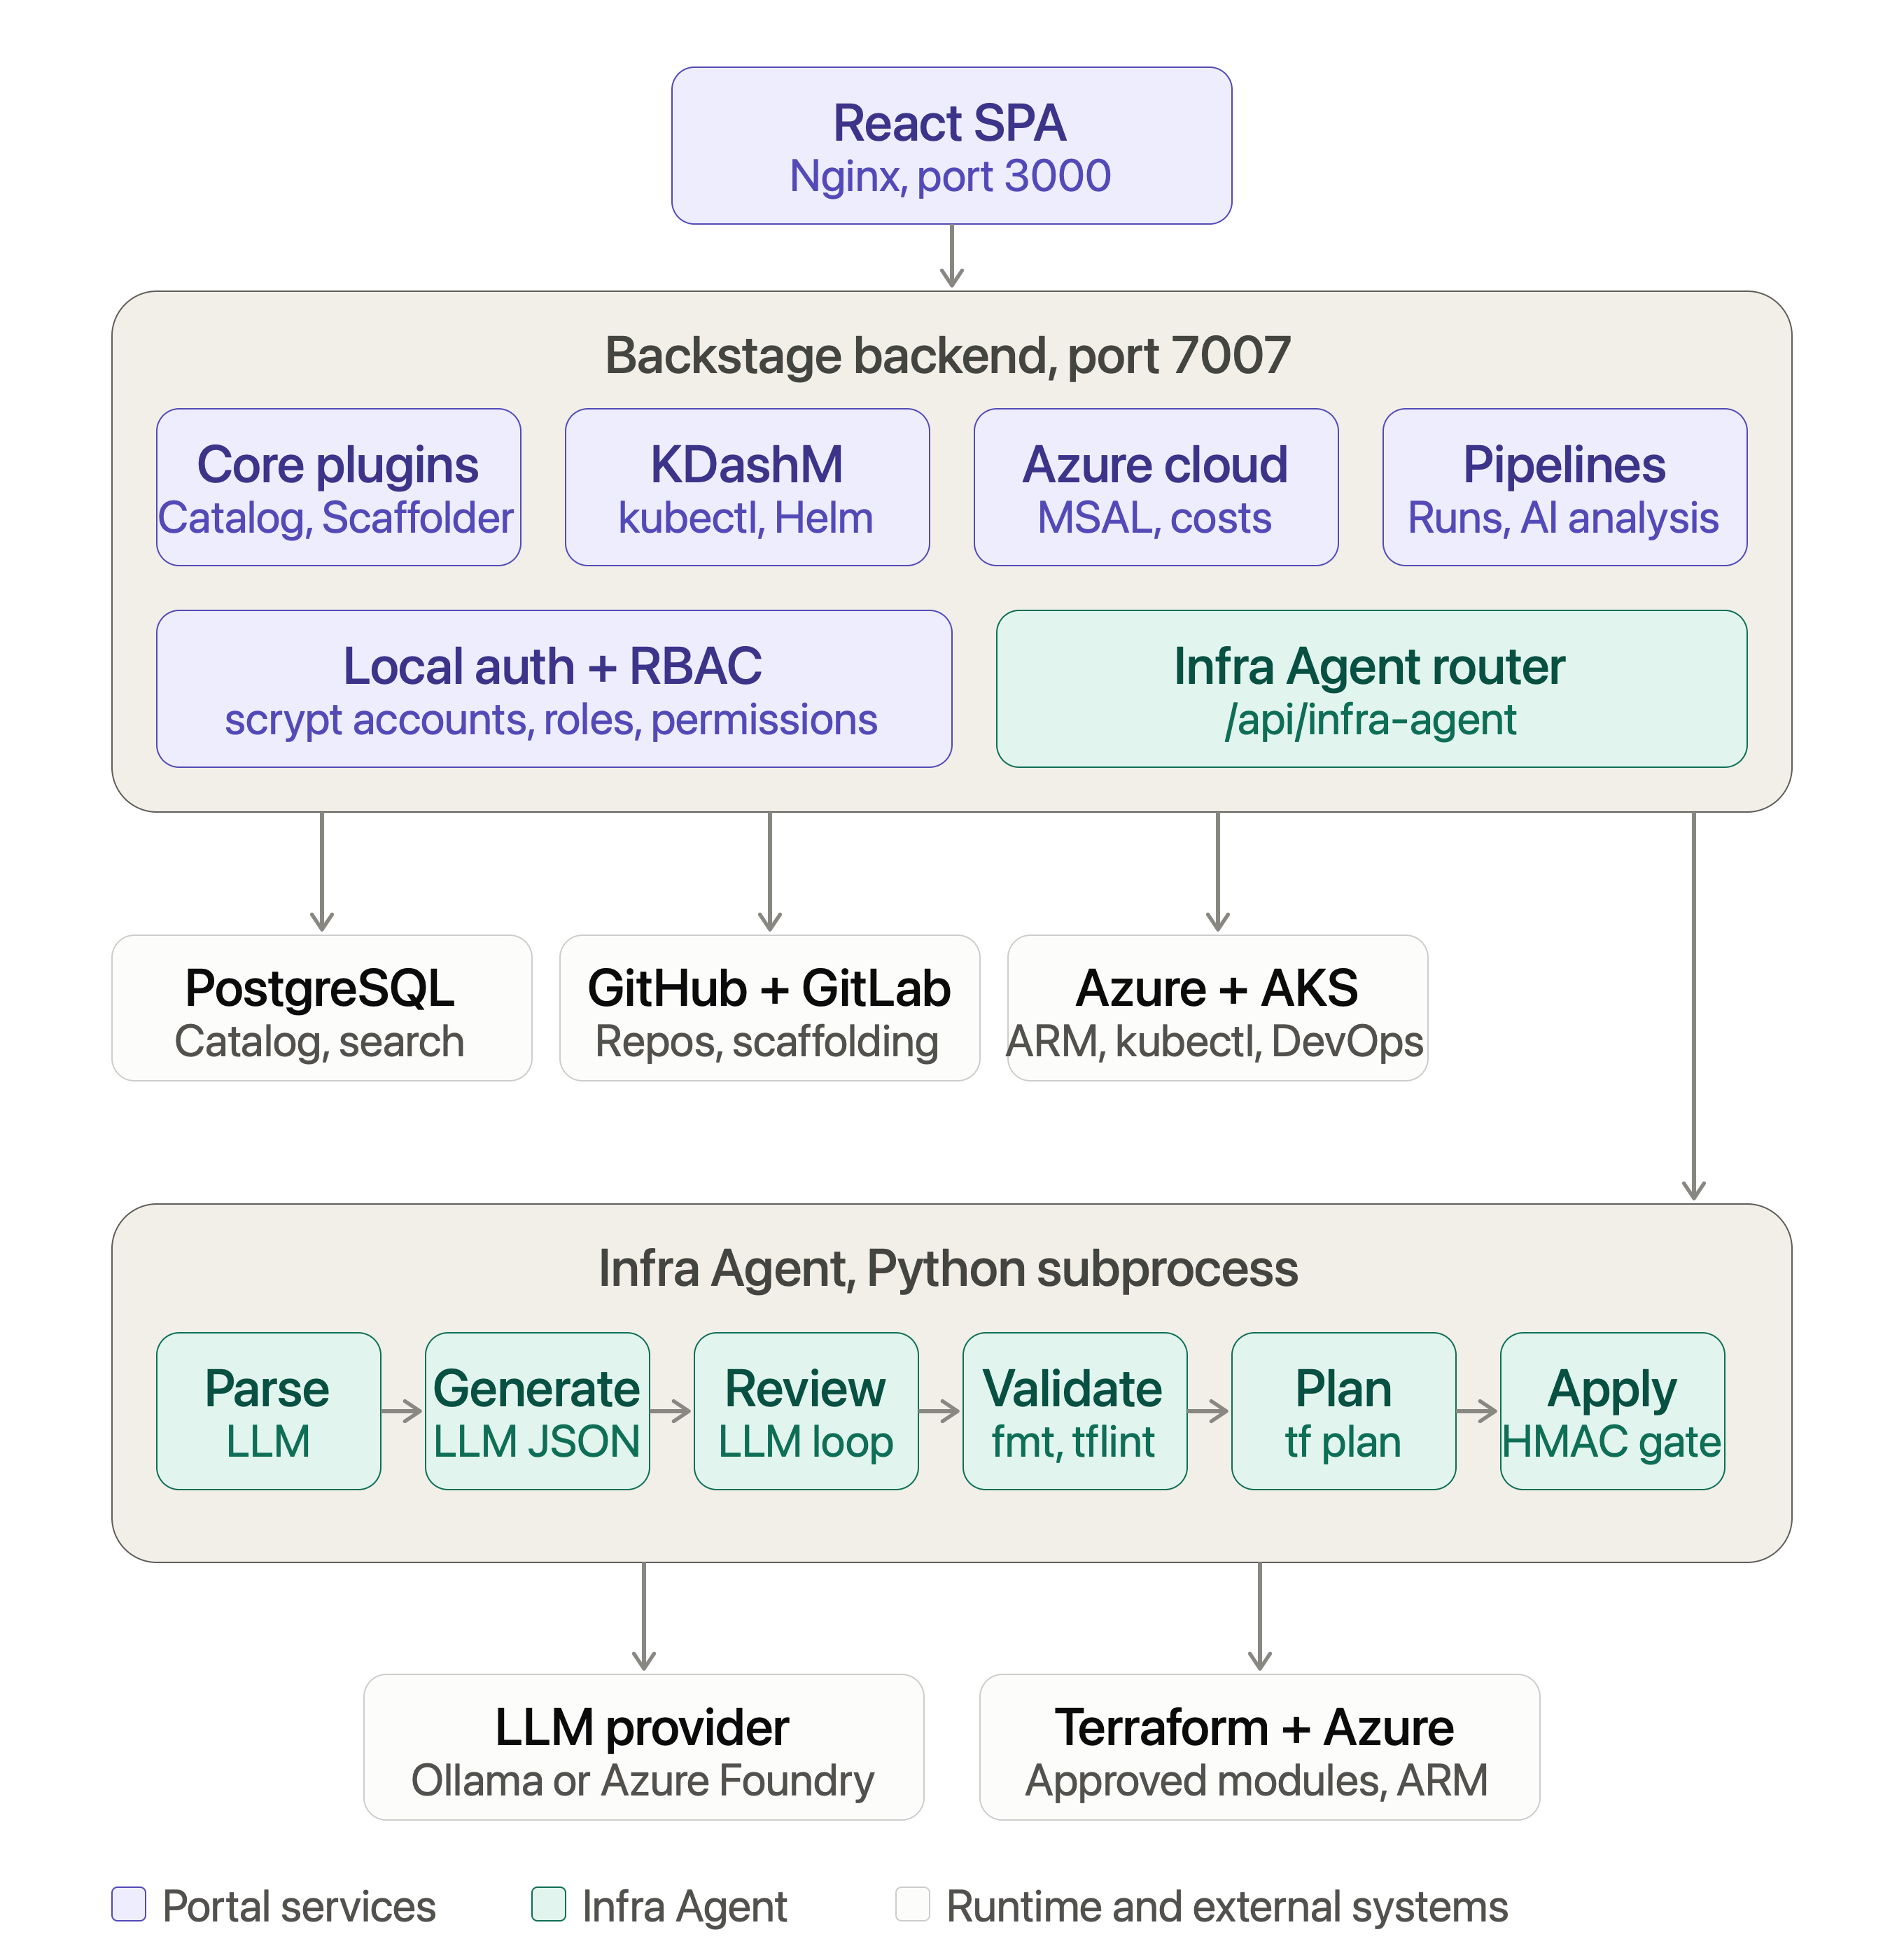 React SPA
Nginx, port 3000
Backstage backend, port 7007
Core plugins
Catalog, Scaffolder
KDashM
kubectl, Helm
Azure cloud
MSAL, costs
Pipelines
Runs, AI analysis
Local auth + RBAC
scrypt accounts, roles, permissions
Infra Agent router
/api/infra-agent
PostgreSQL
Catalog, search
GitHub + GitLab
Repos, scaffolding
Azure + AKS
ARM, kubectl, DevOps
Infra Agent, Python subprocess
Parse
LLM
Generate
LLM JSON
Review
LLM loop
Validate
fmt, tflint
Plan
tf plan
Apply
HMAC gate
LLM provider
Ollama or Azure Foundry
Terraform + Azure
Approved modules, ARM
Portal services
Infra Agent
Runtime and external systems